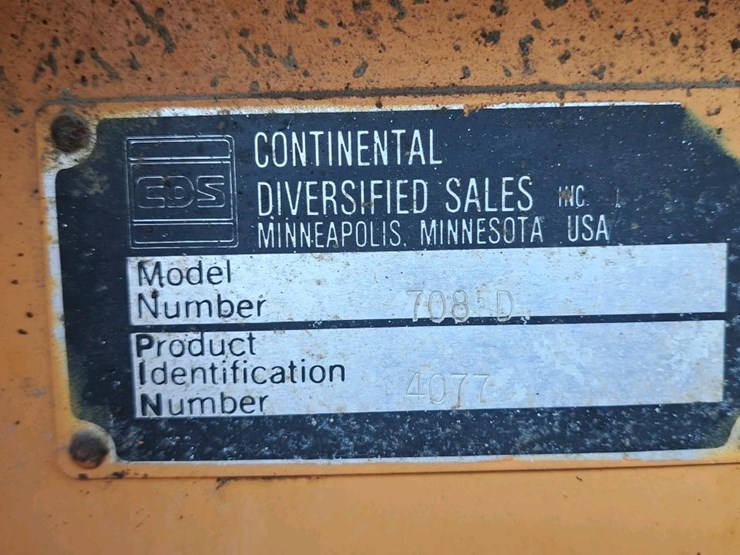 CONTINENTAL
CDS
DIVERSIFIED SALES INC.
MINNEAPOLIS, MINNESOTA USA
Model
Number 708 D
Product
Identification
Number 4077